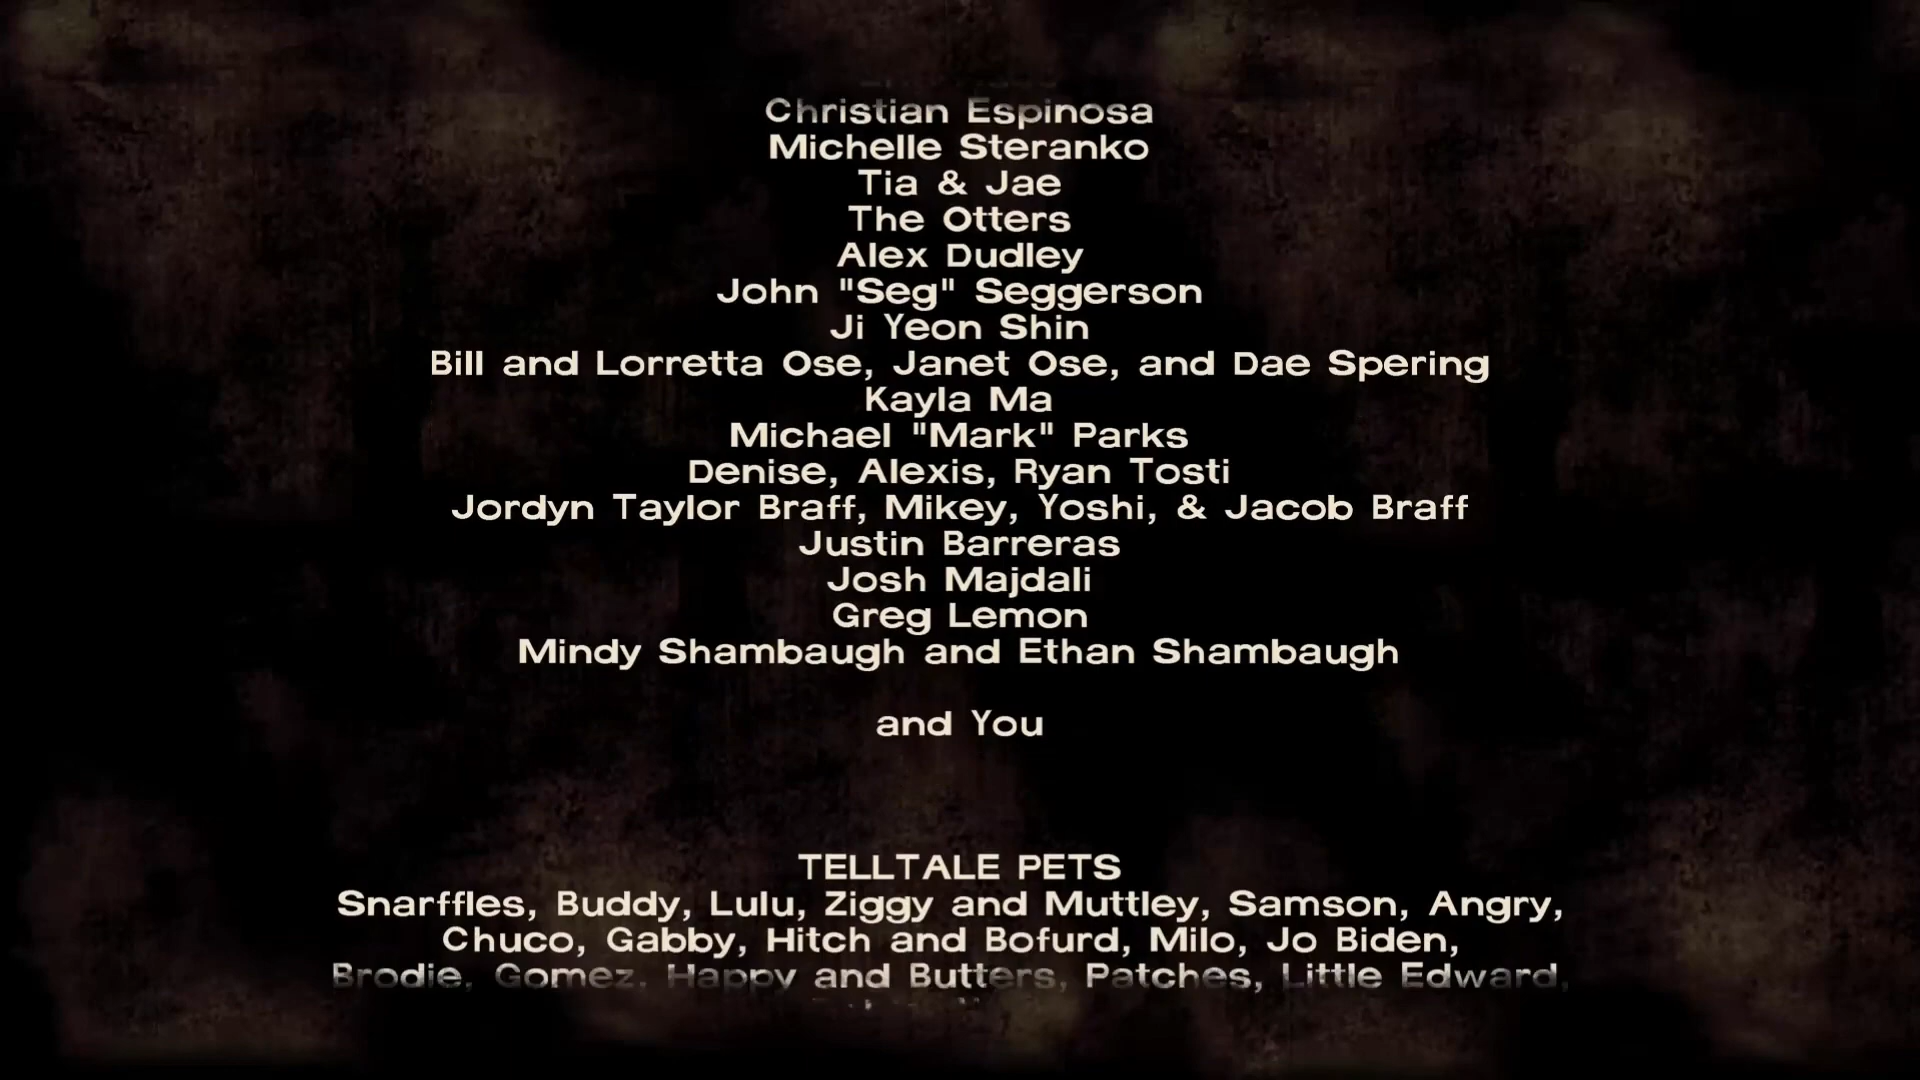 Christian Espinosa
Michelle Steranko
Tia & Jae
The Otters
Alex Dudley
John "Seg" Seggerson
Ji Yeon Shin
Bill and Lorretta Ose, Janet Ose, and Dae Spering
Kayla Ma
Michael "Mark" Parks
Denise, Alexis, Ryan Tosti
Jordyn Taylor Braff, Mikey, Yoshi, & Jacob Braff
Justin Barreras
Josh Majdali
Greg Lemon
Mindy Shambaugh and Ethan Shambaugh
and You
TELLTALE PETS
Snarffles, Buddy, Lulu, Ziggy and Muttley, Samson, Angry,
Chuco, Gabby, Hitch and Bofurd, Milo, Jo Biden,
Brodie, Gomez, Happy and Butters, Patches, Little Edward,